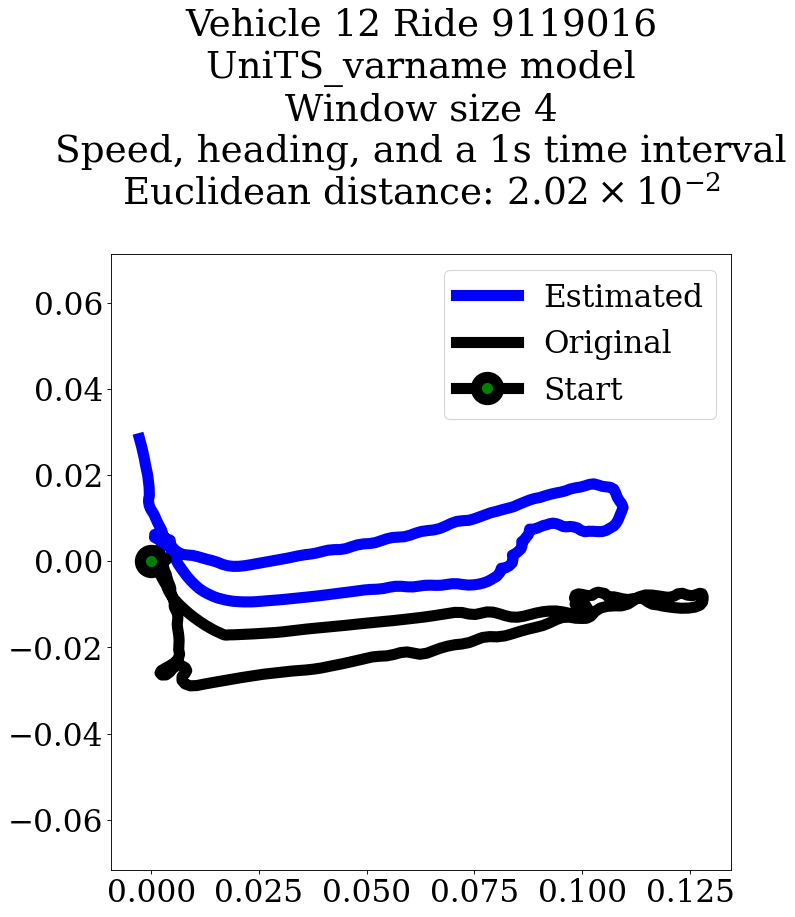 Vehicle 12 Ride 9119016
UniTS_varname model
Window size 4
Speed, heading, and a 1s time interval
Euclidean distance: 2.02 × 10⁻²
Estimated
Original
Start
0.06
0.04
0.02
0.00
−0.02
−0.04
−0.06
0.000 0.025 0.050 0.075 0.100 0.125